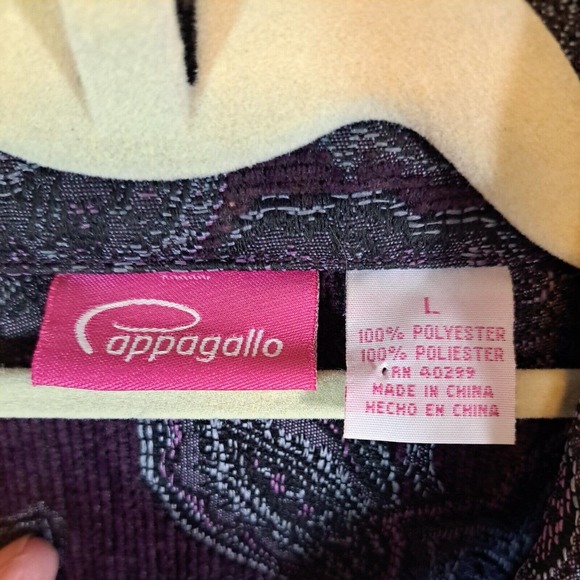 Pappagallo
L
100% POLYESTER
100% POLIESTER
RN 40299
MADE IN CHINA
HECHO EN CHINA